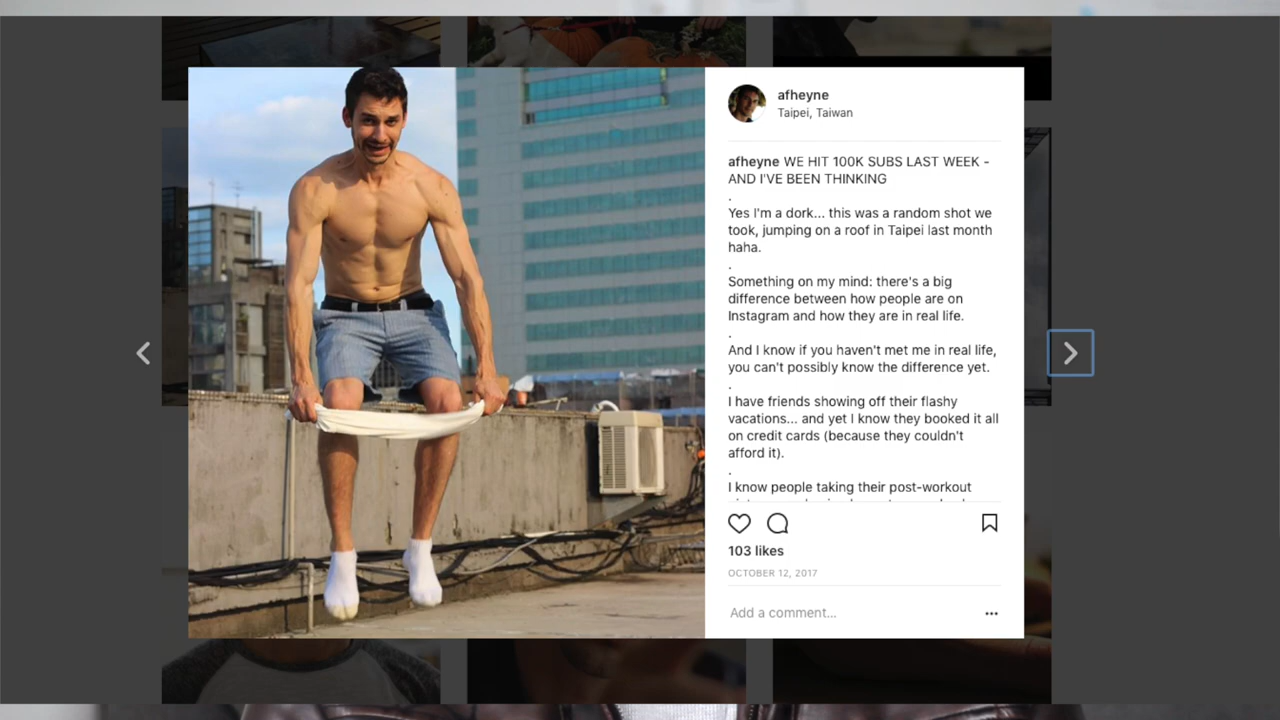 afheyne
Taipei, Taiwan
afheyne WE HIT 100K SUBS LAST WEEK -
AND I'VE BEEN THINKING
.
Yes I'm a dork... this was a random shot we
took, jumping on a roof in Taipei last month
haha.
.
Something on my mind: there's a big
difference between how people are on
Instagram and how they are in real life.
.
And I know if you haven't met me in real life,
you can't possibly know the difference yet.
.
I have friends showing off their flashy
vacations... and yet I know they booked it all
on credit cards (because they couldn't
afford it).
.
I know people taking their post-workout
103 likes
OCTOBER 12, 2017
Add a comment...